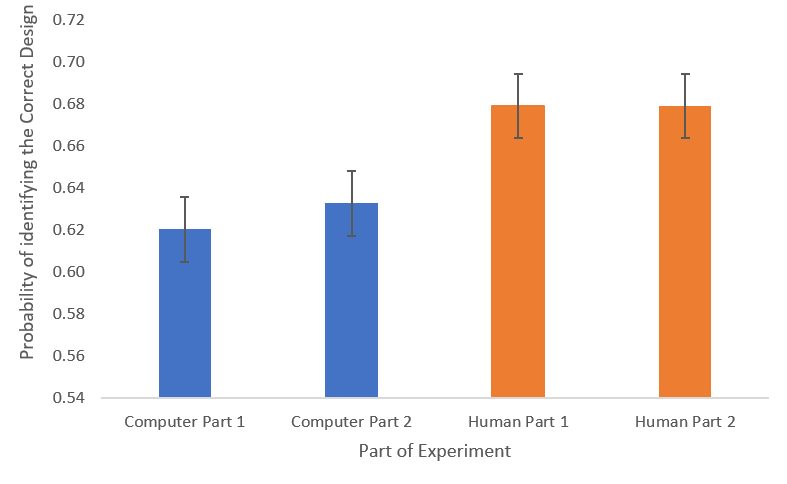 Probability of identifying the Correct Design
0.72
0.70
0.68
0.66
0.64
0.62
0.60
0.58
0.56
0.54
Computer Part 1
Computer Part 2
Human Part 1
Human Part 2
Part of Experiment